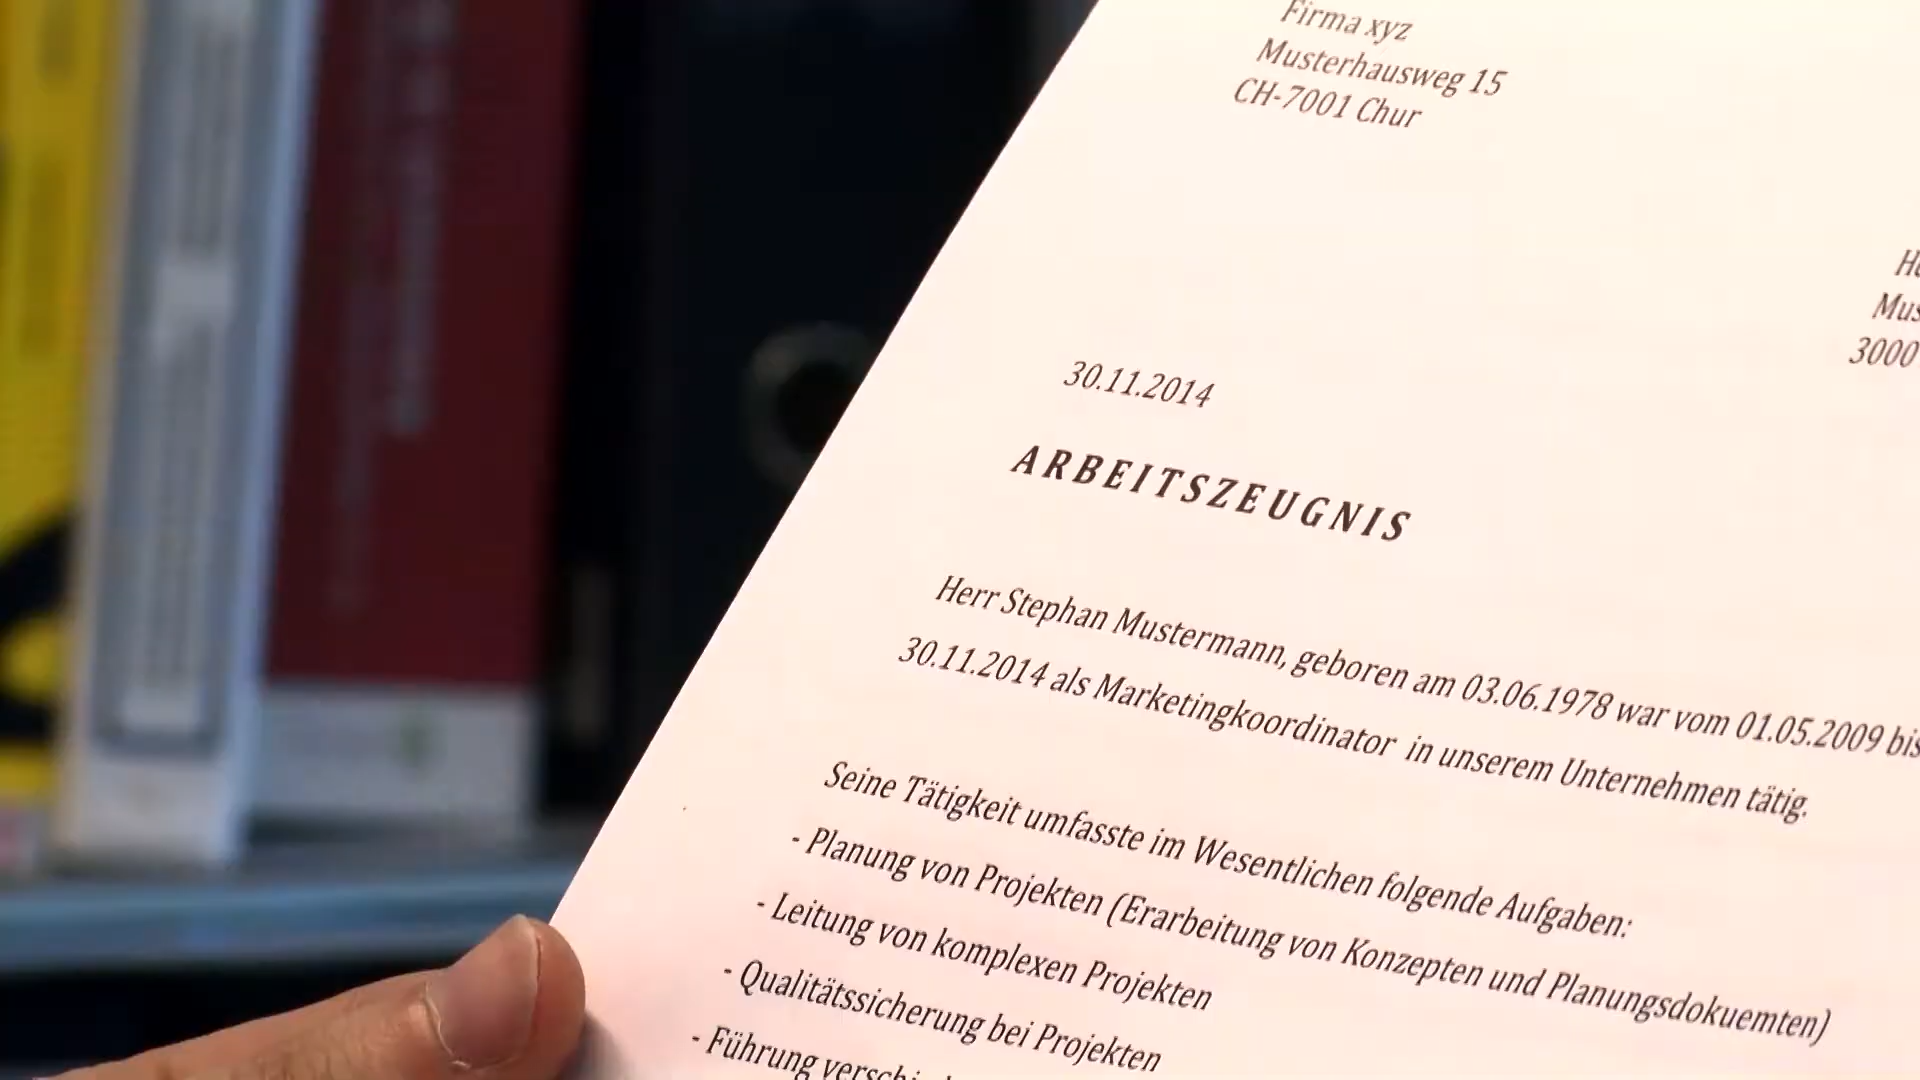 Firma xyz
Musterhausweg 15
CH-7001 Chur
3000
30.11.2014
ARBEITSZEUGNIS
Herr Stephan Mustermann, geboren am 03.06.1978 war vom 01.05.2009 bis
30.11.2014 als Marketingkoordinator in unserem Unternehmen tätig.
Seine Tätigkeit umfasste im Wesentlichen folgende Aufgaben:
- Planung von Projekten (Erarbeitung von Konzepten und Planungsdokuemten)
- Leitung von komplexen Projekten
- Qualitätssicherung bei Projekten
- Führung